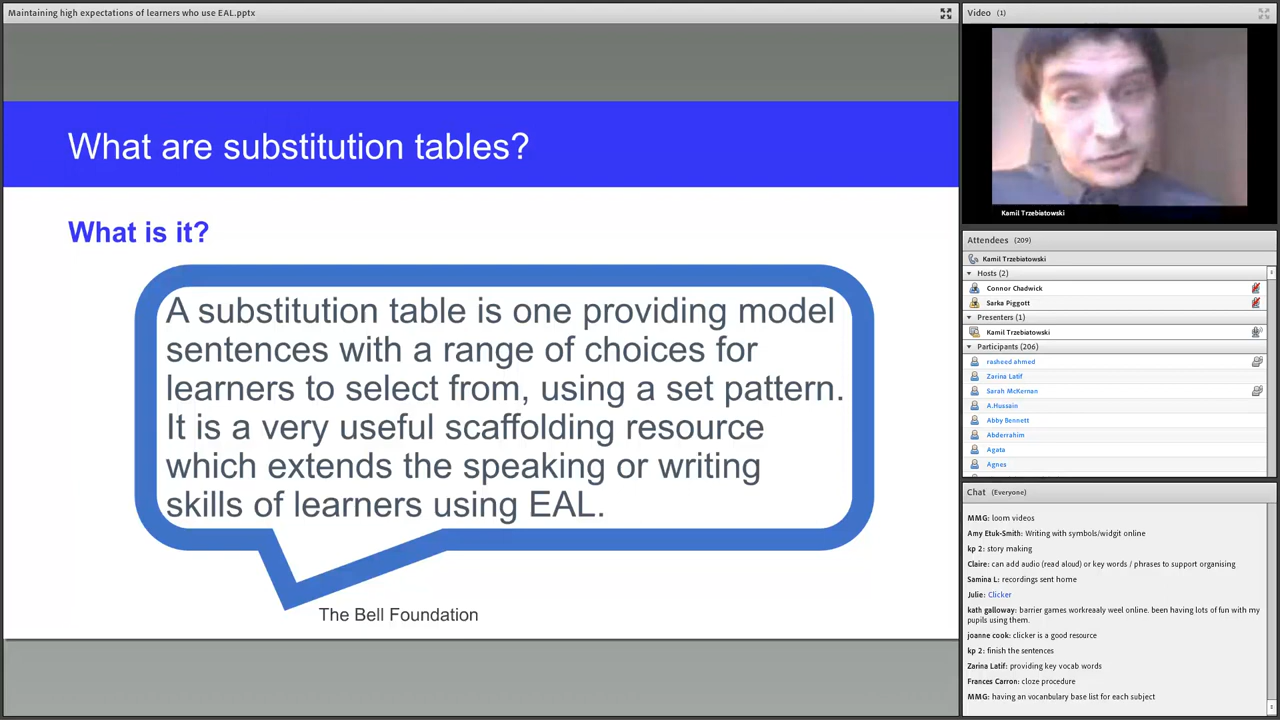 Maintaining high expectations of learners who use EAL.pptx
What are substitution tables?
What is it?
A substitution table is one providing model
sentences with a range of choices for
learners to select from, using a set pattern.
It is a very useful scaffolding resource
which extends the speaking or writing
skills of learners using EAL.
The Bell Foundation
Video (1)
Kamil Trzebiatowski
Attendees (209)
Kamil Trzebiatowski
Hosts (2)
Connor Chadwick
Sarka Piggott
Presenters (1)
Kamil Trzebiatowski
Participants (206)
rasheed ahmed
Zarina Latif
Sarah McKernan
A.Hussain
Abby Bennett
Abderrahim
Agata
Agnes
Chat (Everyone)
MMG: loom videos
Amy Etuk-Smith: Writing with symbols/widgit online
kp 2: story making
Claire: can add audio (read aloud) or key words / phrases to support organising
Samina L: recordings sent home
Julie: Clicker
kath galloway: barrier games workreaaly weel online. been having lots of fun with my
pupils using them.
joanne cook: clicker is a good resource
kp 2: finish the sentences
Zarina Latif: providing key vocab words
Frances Carron: cloze procedure
MMG: having an vocanbulary base list for each subject